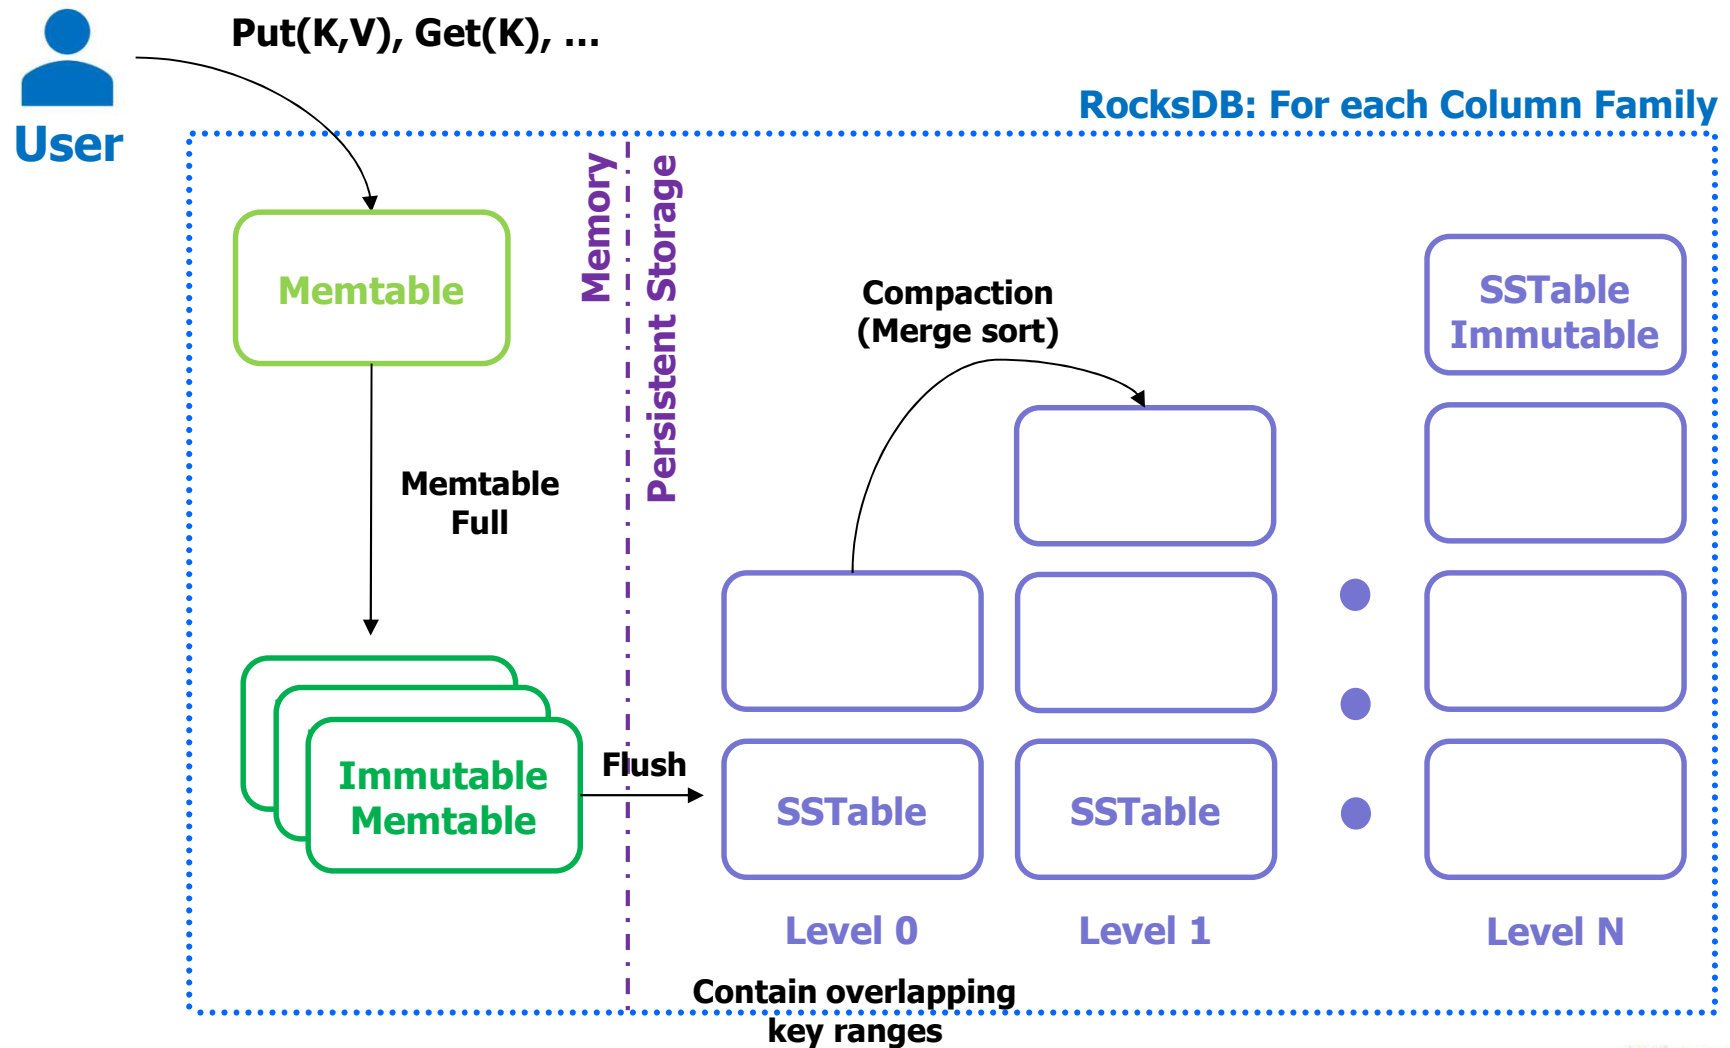 Put(K,V), Get(K), ...
User
RocksDB: For each Column Family
Memory
Persistent Storage
Memtable
Memtable
Full
Immutable
Memtable
Flush
Compaction
(Merge sort)
SSTable
Immutable
SSTable
SSTable
Level 0
Level 1
Level N
Contain overlapping
key ranges